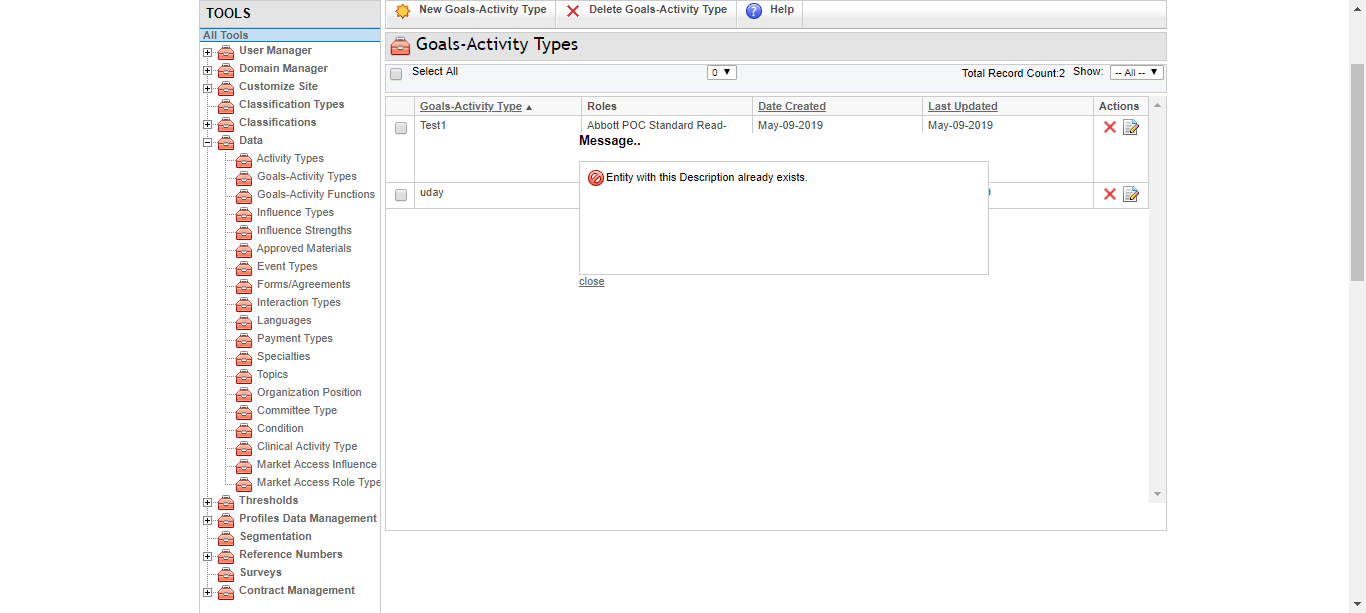 TOOLS
All Tools
User Manager
Domain Manager
Customize Site
Classification Types
Classifications
Data
Activity Types
Goals-Activity Types
Goals-Activity Functions
Influence Types
Influence Strengths
Approved Materials
Event Types
Forms/Agreements
Interaction Types
Languages
Payment Types
Specialties
Topics
Organization Position
Committee Type
Condition
Clinical Activity Type
Market Access Influence
Market Access Role Type
Thresholds
Profiles Data Management
Segmentation
Reference Numbers
Surveys
Contract Management
New Goals-Activity Type Delete Goals-Activity Type Help
Goals-Activity Types
Select All 0 Total Record Count:2 Show: -- All --
Goals-Activity Type Roles Date Created Last Updated Actions
Test1 Abbott POC Standard Read- May-09-2019 May-09-2019
Message..
Entity with this Description already exists.
uday
close